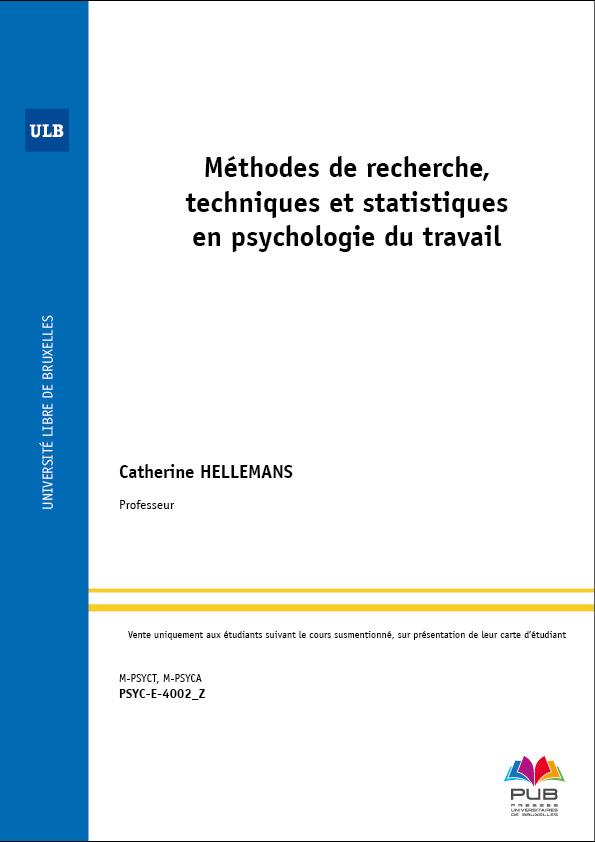 ULB
UNIVERSITÉ LIBRE DE BRUXELLES
Méthodes de recherche,
techniques et statistiques
en psychologie du travail
Catherine HELLEMANS
Professeur
Vente uniquement aux étudiants suivant le cours susmentionné, sur présentation de leur carte d'étudiant
M-PSYCT, M-PSYCA
PSYC-E-4002_Z
PUB
PRESSES
UNIVERSITAIRES
DE BRUXELLES